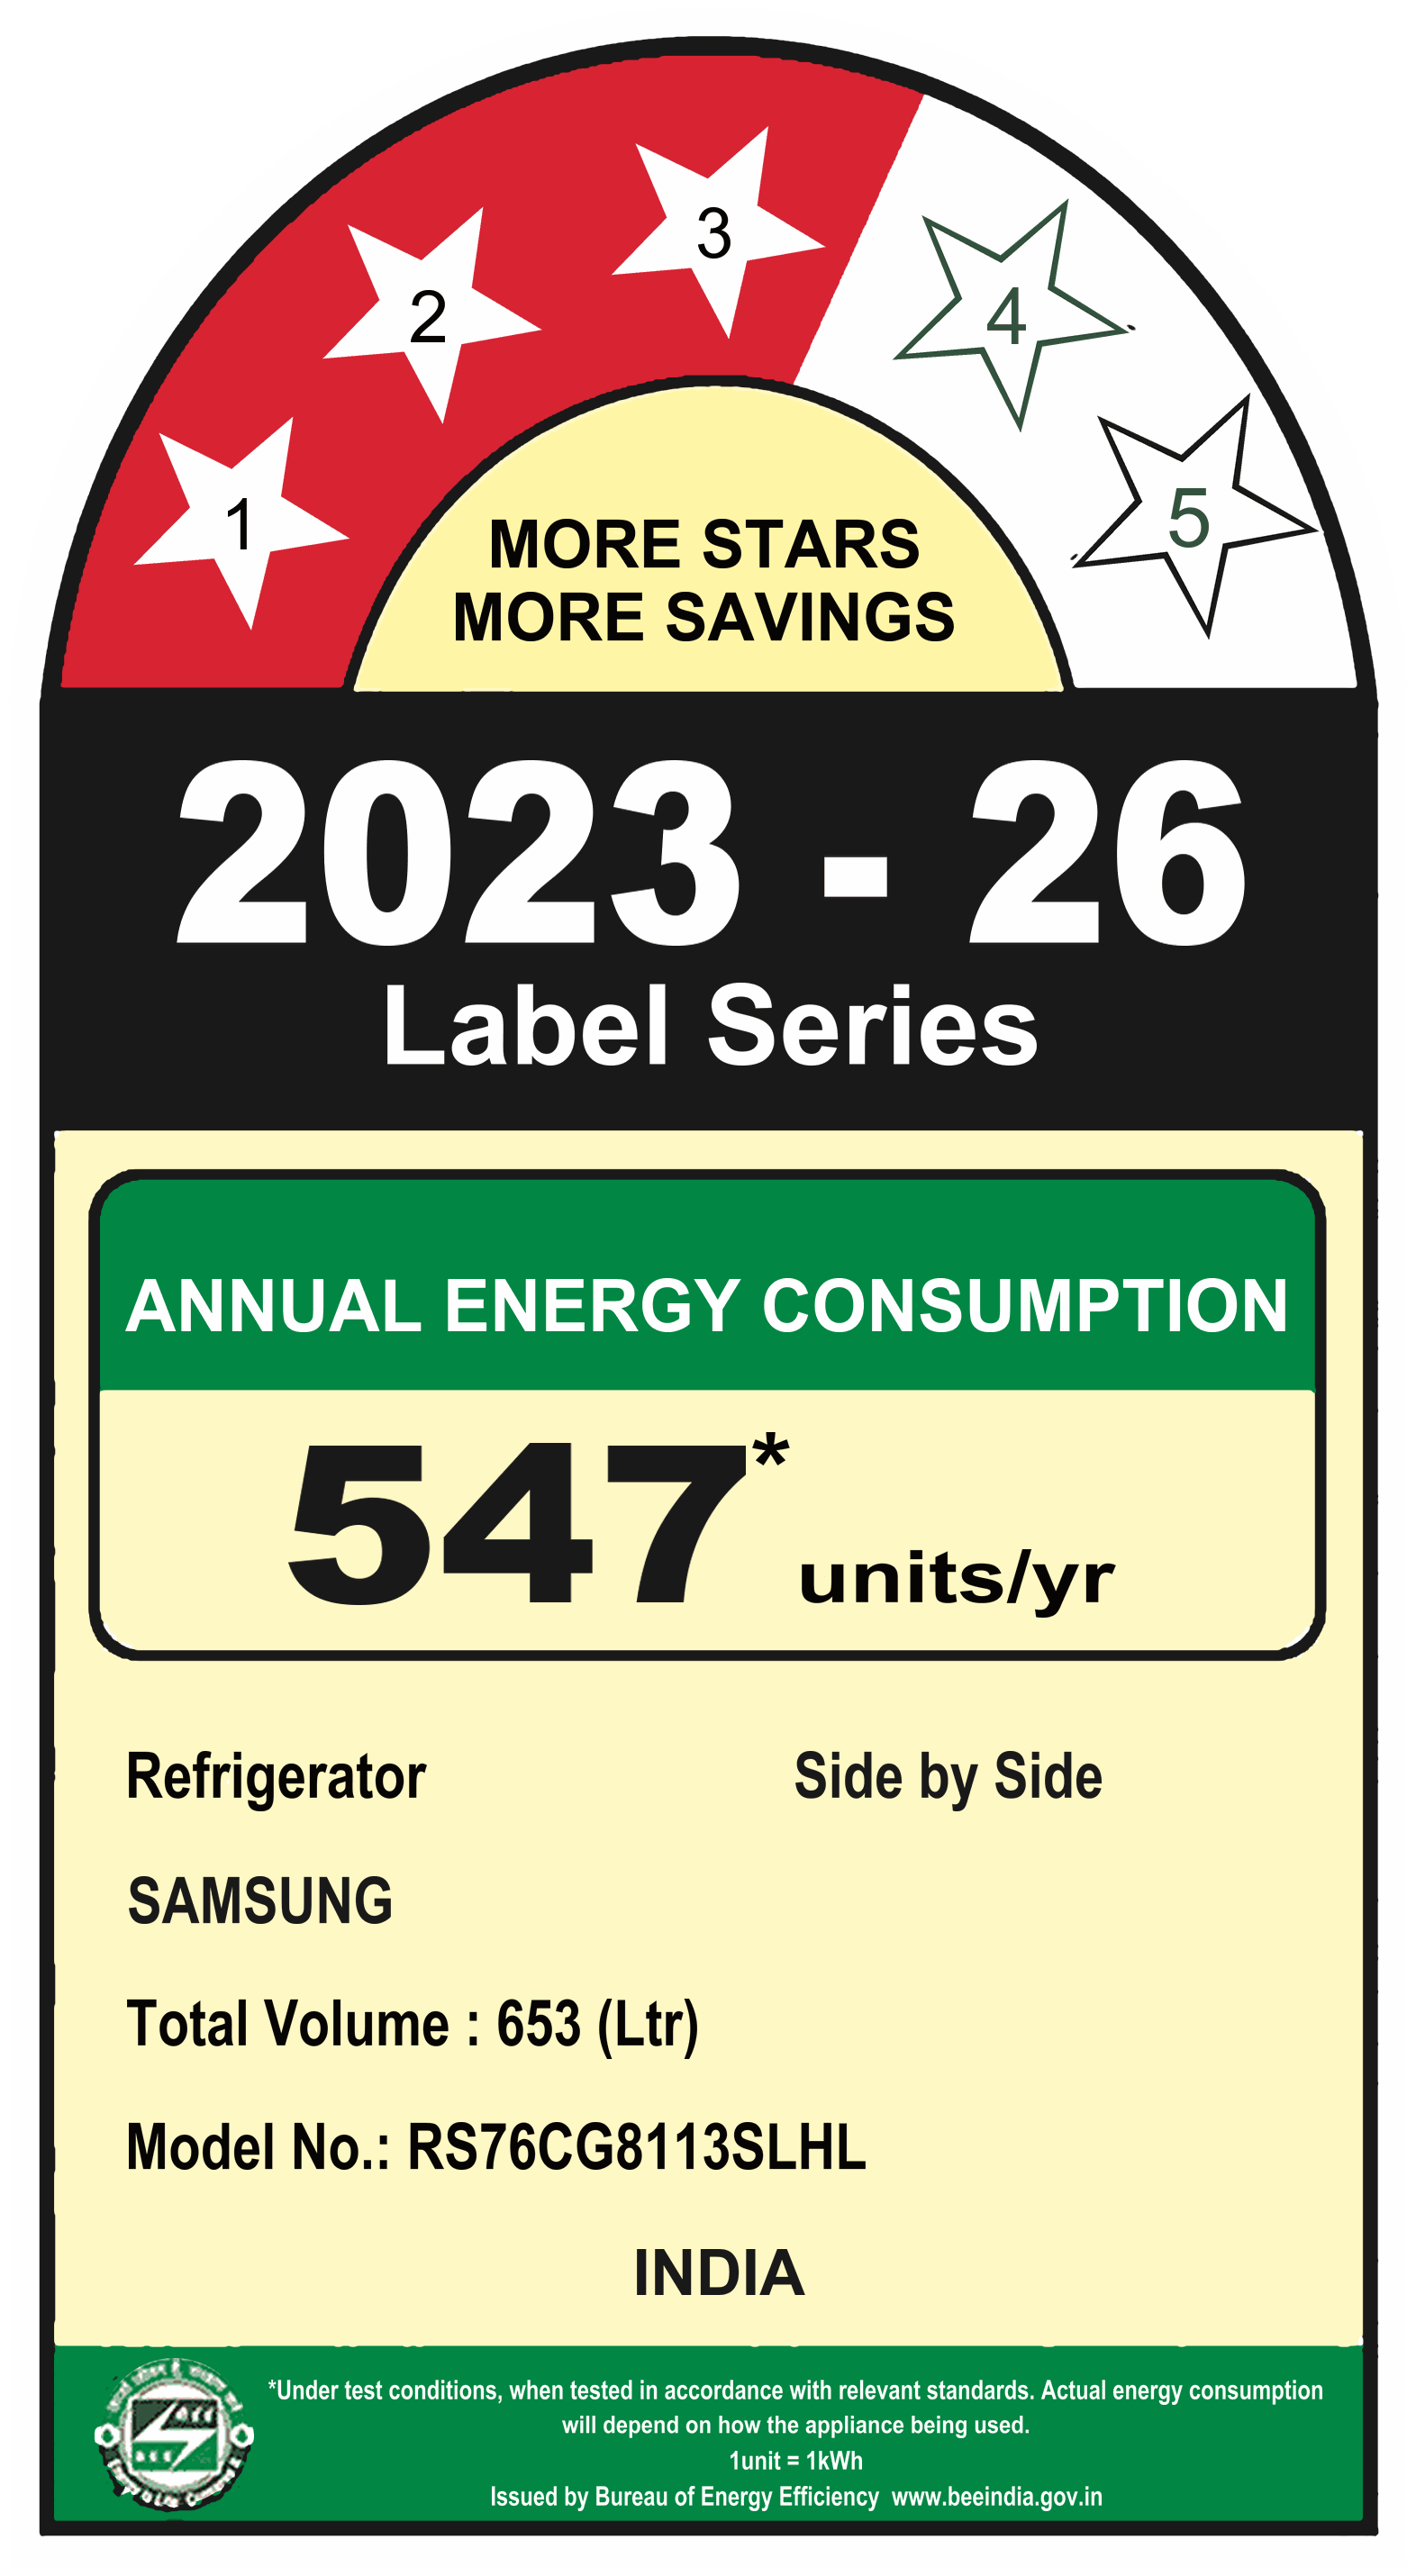 1
2
3
4
5
MORE STARS
MORE SAVINGS
2023 - 26
Label Series
ANNUAL ENERGY CONSUMPTION
547* units/yr
Refrigerator Side by Side
SAMSUNG
Total Volume : 653 (Ltr)
Model No.: RS76CG8113SLHL
INDIA
*Under test conditions, when tested in accordance with relevant standards. Actual energy consumption
will depend on how the appliance being used.
1unit = 1kWh
Issued by Bureau of Energy Efficiency www.beeindia.gov.in